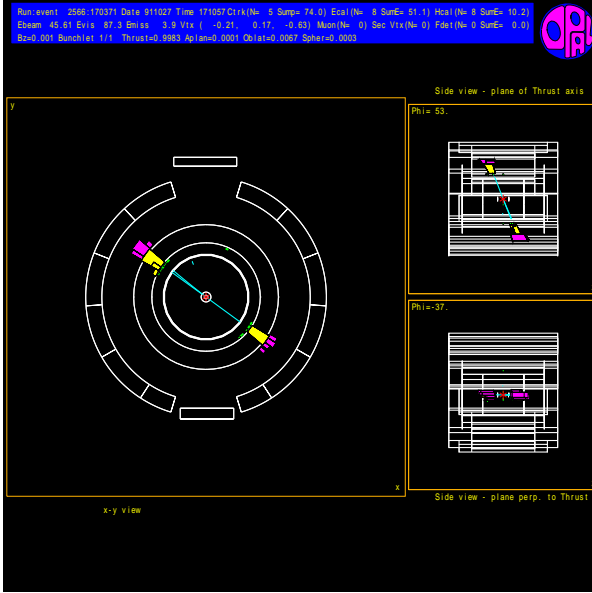 Run:event 2566:170371 Date 911027 Time 171057 Ctrk(N= 5 Sump= 74.0) Ecal(N= 8 SumE= 51.1) Hcal(N= 8 SumE= 10.2)
Ebeam 45.61 Evis 87.3 Emiss 3.9 Vtx ( -0.21, 0.17, -0.63) Muon(N= 0) Sec Vtx(N= 0) Fdet(N= 0 SumE= 0.0)
Bz=0.001 Bunchlet 1/1 Thrust=0.9983 Aplan=0.0001 Oblat=0.0067 Spher=0.0003
OPAL
Side view - plane of Thrust axis
y
Phi= 53.
Phi=-37.
x
Side view - plane perp. to Thrust
x-y view